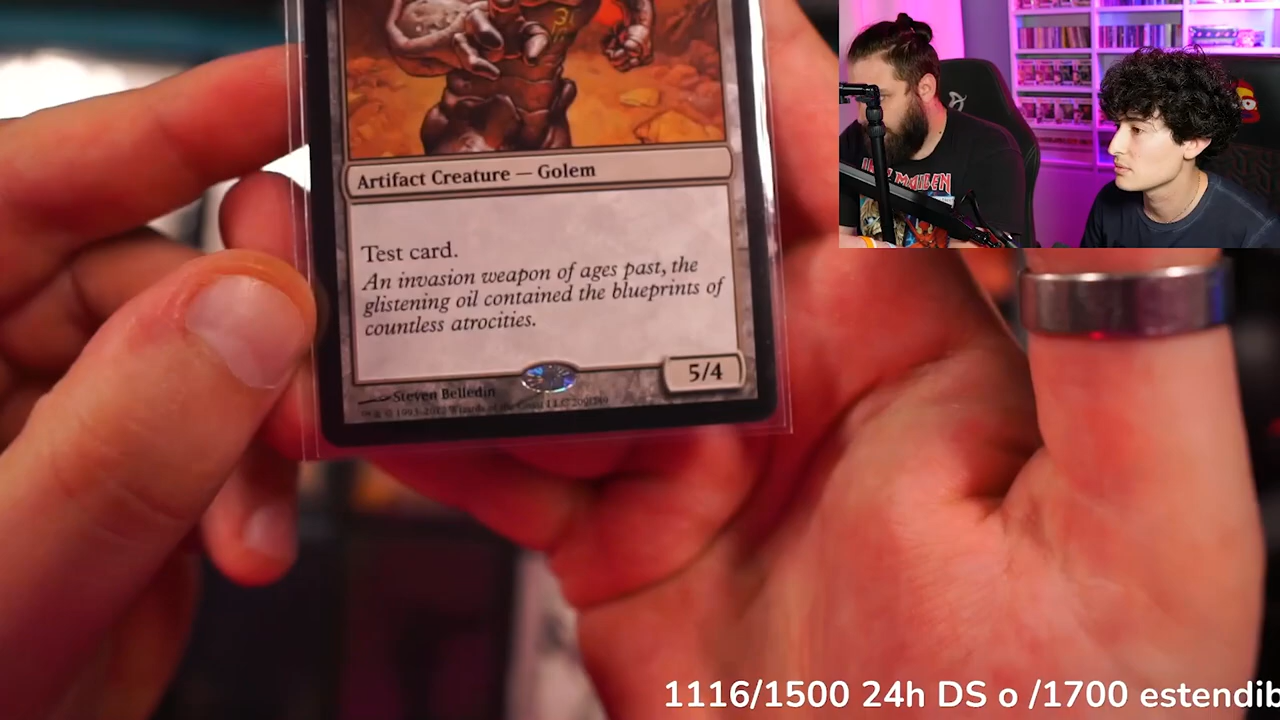 Artifact Creature — Golem
Test card.
An invasion weapon of ages past, the
glistening oil contained the blueprints of
countless atrocities.
5/4
Steven Belledin
MAIDEN
1116/1500 24h DS o /1700 estendib